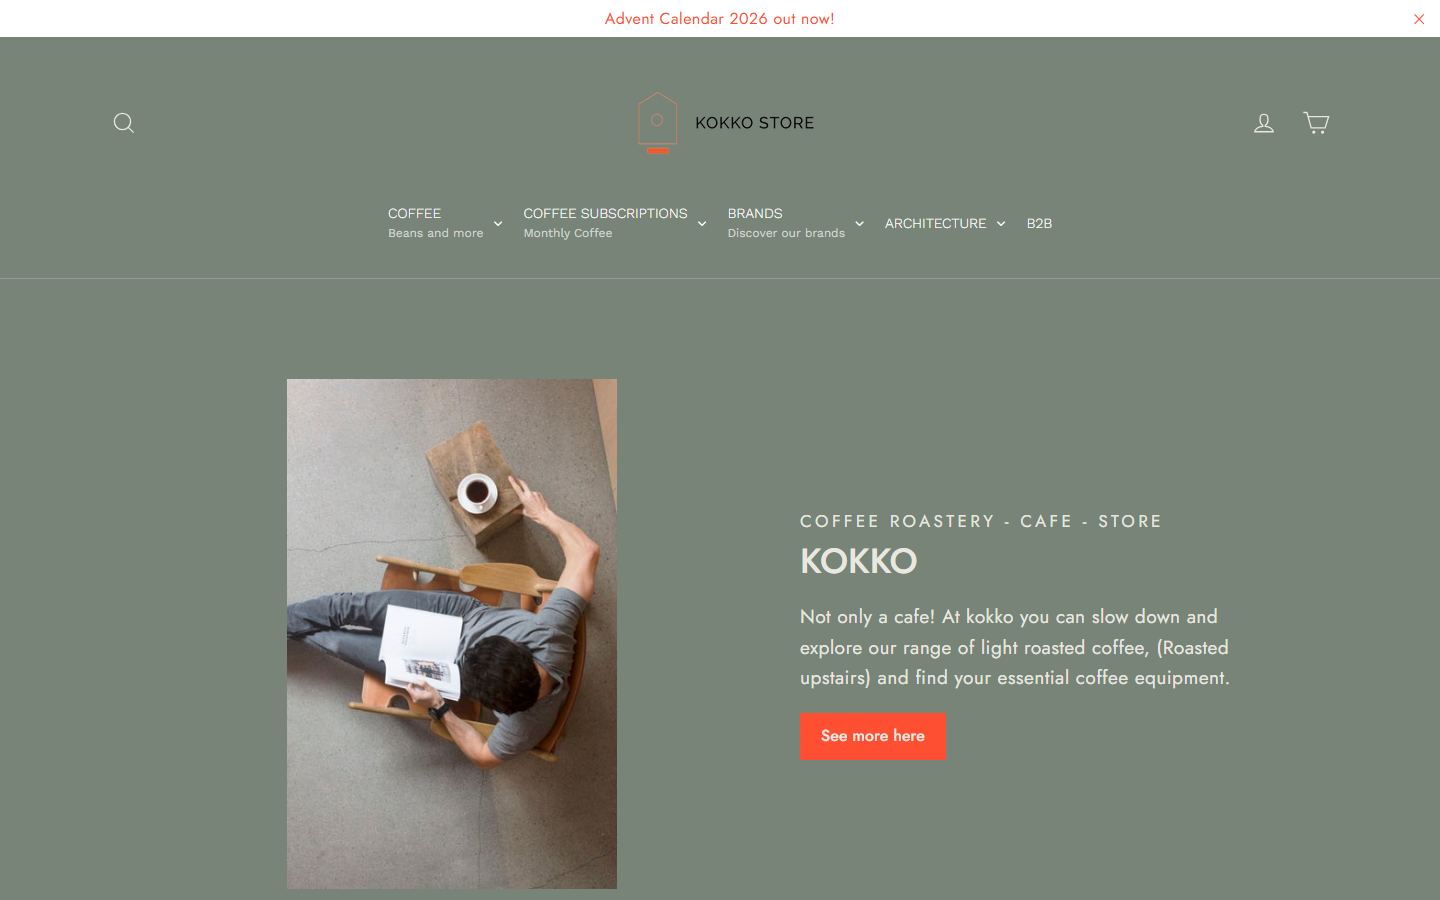 Advent Calendar 2026 out now!
KOKKO STORE
COFFEE
Beans and more
COFFEE SUBSCRIPTIONS
Monthly Coffee
BRANDS
Discover our brands
ARCHITECTURE
B2B
COFFEE ROASTERY - CAFE - STORE
KOKKO
Not only a cafe! At kokko you can slow down and
explore our range of light roasted coffee, (Roasted
upstairs) and find your essential coffee equipment.
See more here